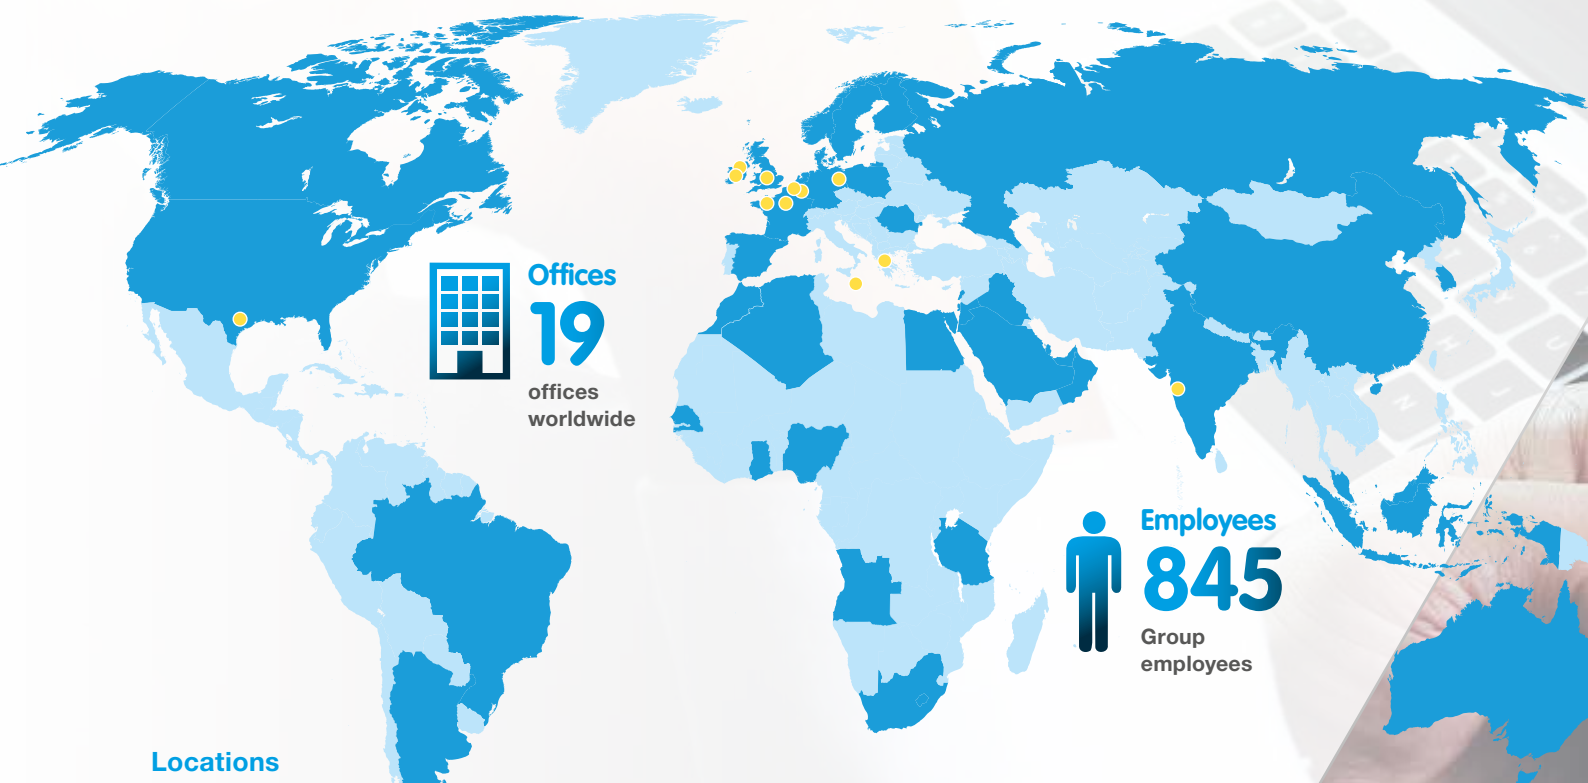 Offices
19
offices
worldwide
Employees
845
Group
employees
Locations